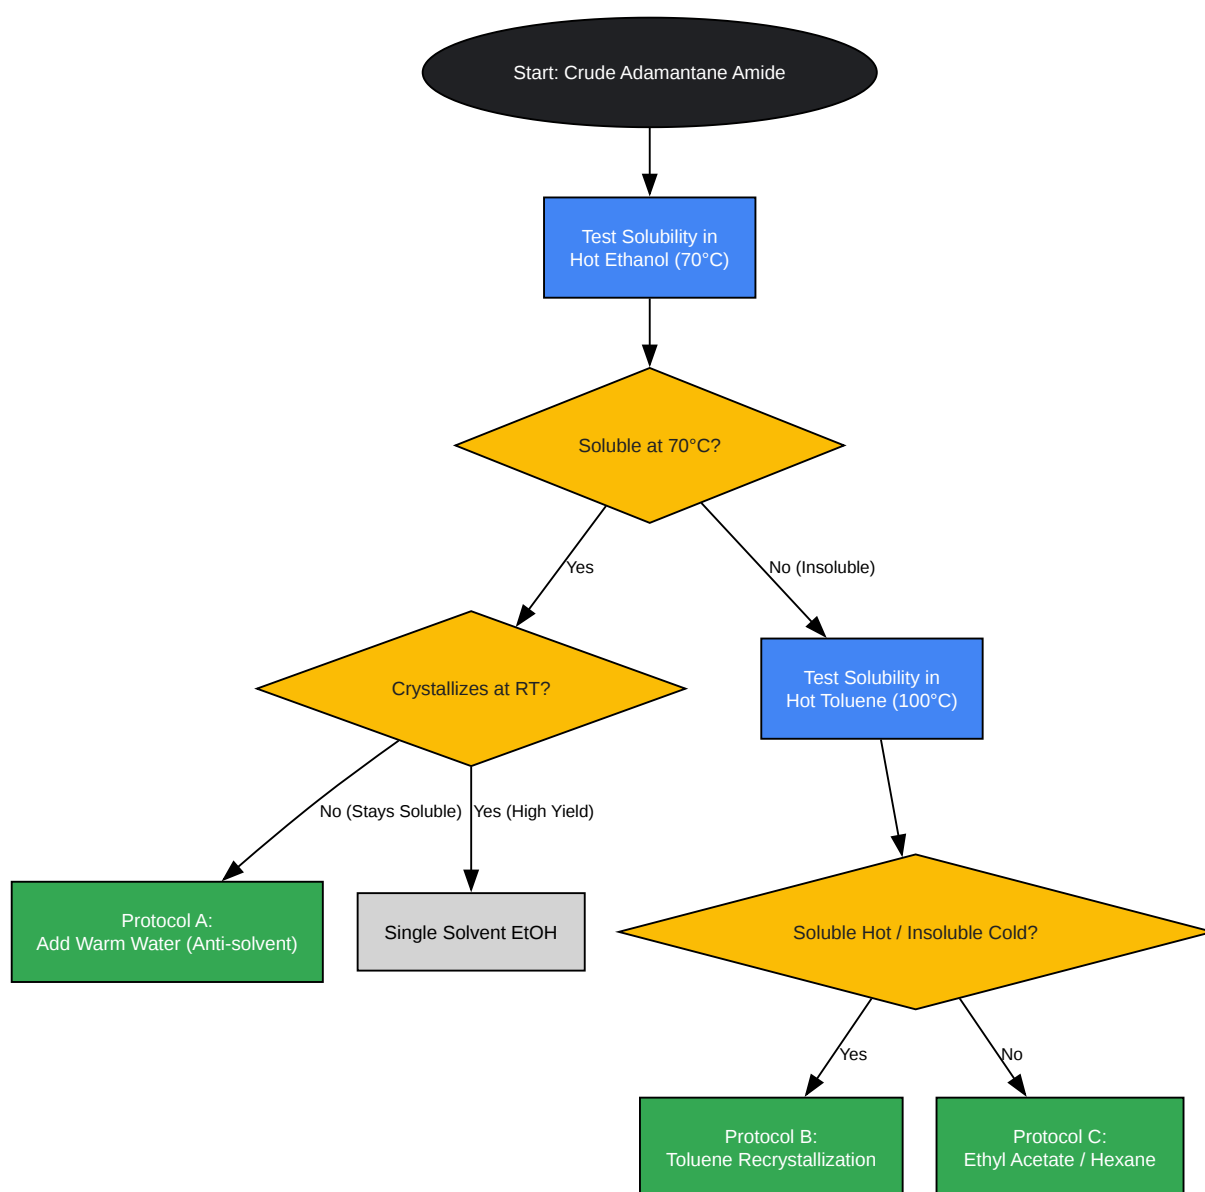 Start: Crude Adamantane Amide
Test Solubility in
Hot Ethanol (70°C)
Soluble at 70°C?
Yes
No (Insoluble)
Crystallizes at RT?
Test Solubility in
Hot Toluene (100°C)
No (Stays Soluble)
Yes (High Yield)
Protocol A:
Add Warm Water (Anti-solvent)
Single Solvent EtOH
Soluble Hot / Insoluble Cold?
Yes
No
Protocol B:
Toluene Recrystallization
Protocol C:
Ethyl Acetate / Hexane